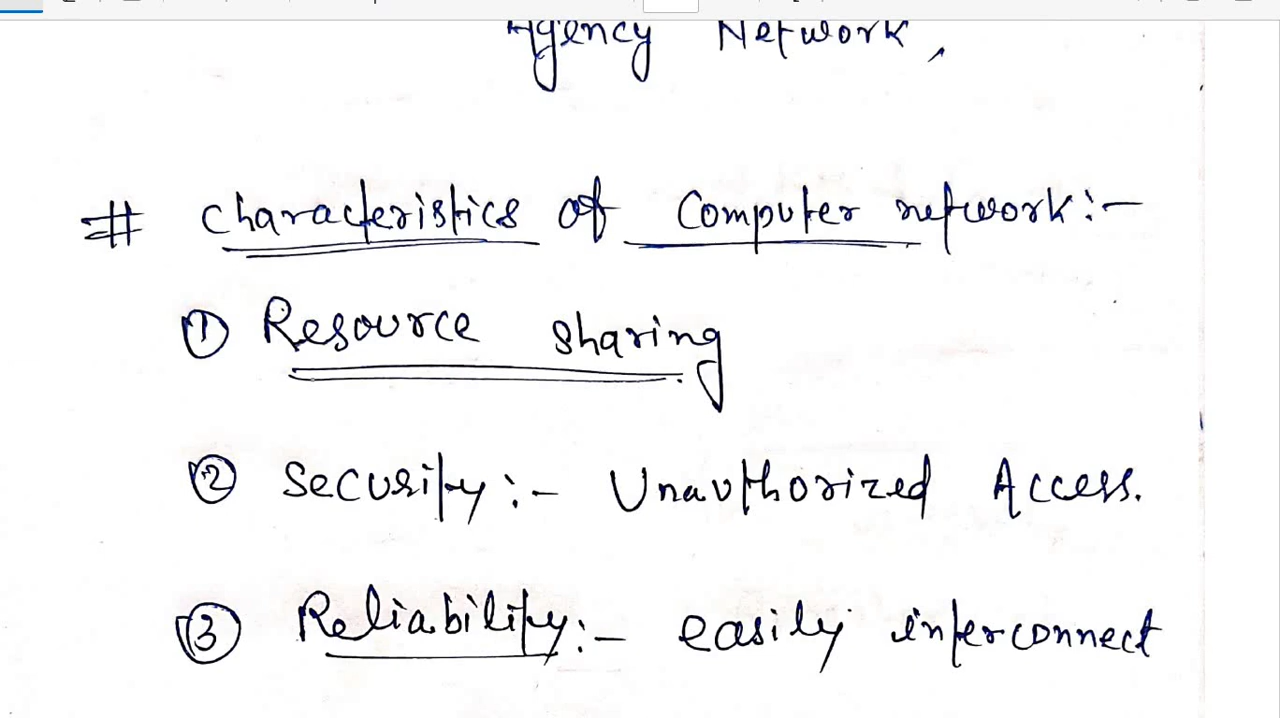 Agency Network,
# Characteristics of Computer network:-
① Resource sharing
② Security:- Unauthorized Access.
③ Reliability:- easily interconnect